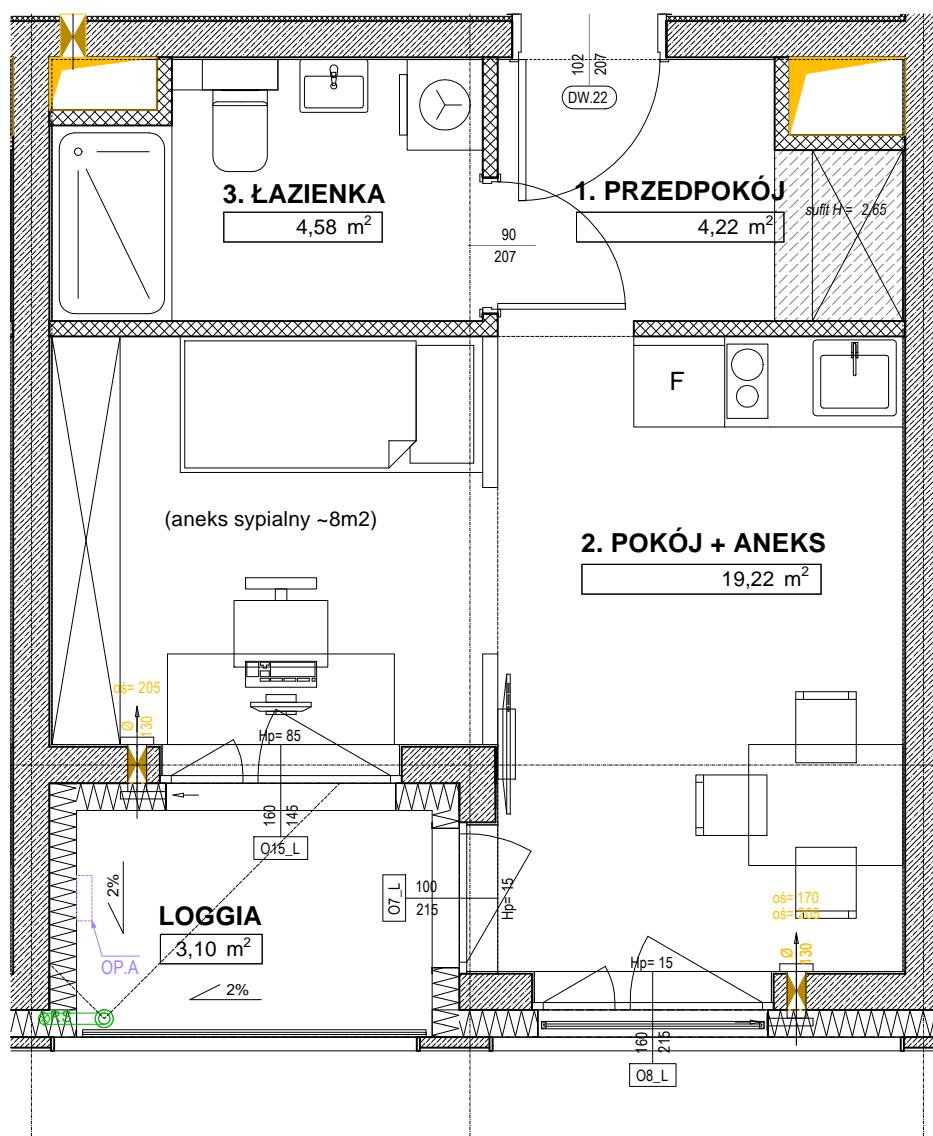 102
207
DW.22
3. ŁAZIENKA
4,58 m²
1. PRZEDPOKÓJ
4,22 m²
sufit H = 2,65
90
207
F
(aneks sypialny ~8m2)
2. POKÓJ + ANEKS
19,22 m²
oś= 205
Ø
130
Hp= 85
160
145
O15_L
2%
LOGGIA
3,10 m²
OP.A
2%
O7_L
100
215
Hp= 15
oś= 170
oś= 205
Ø
130
Hp= 15
160
215
O8_L